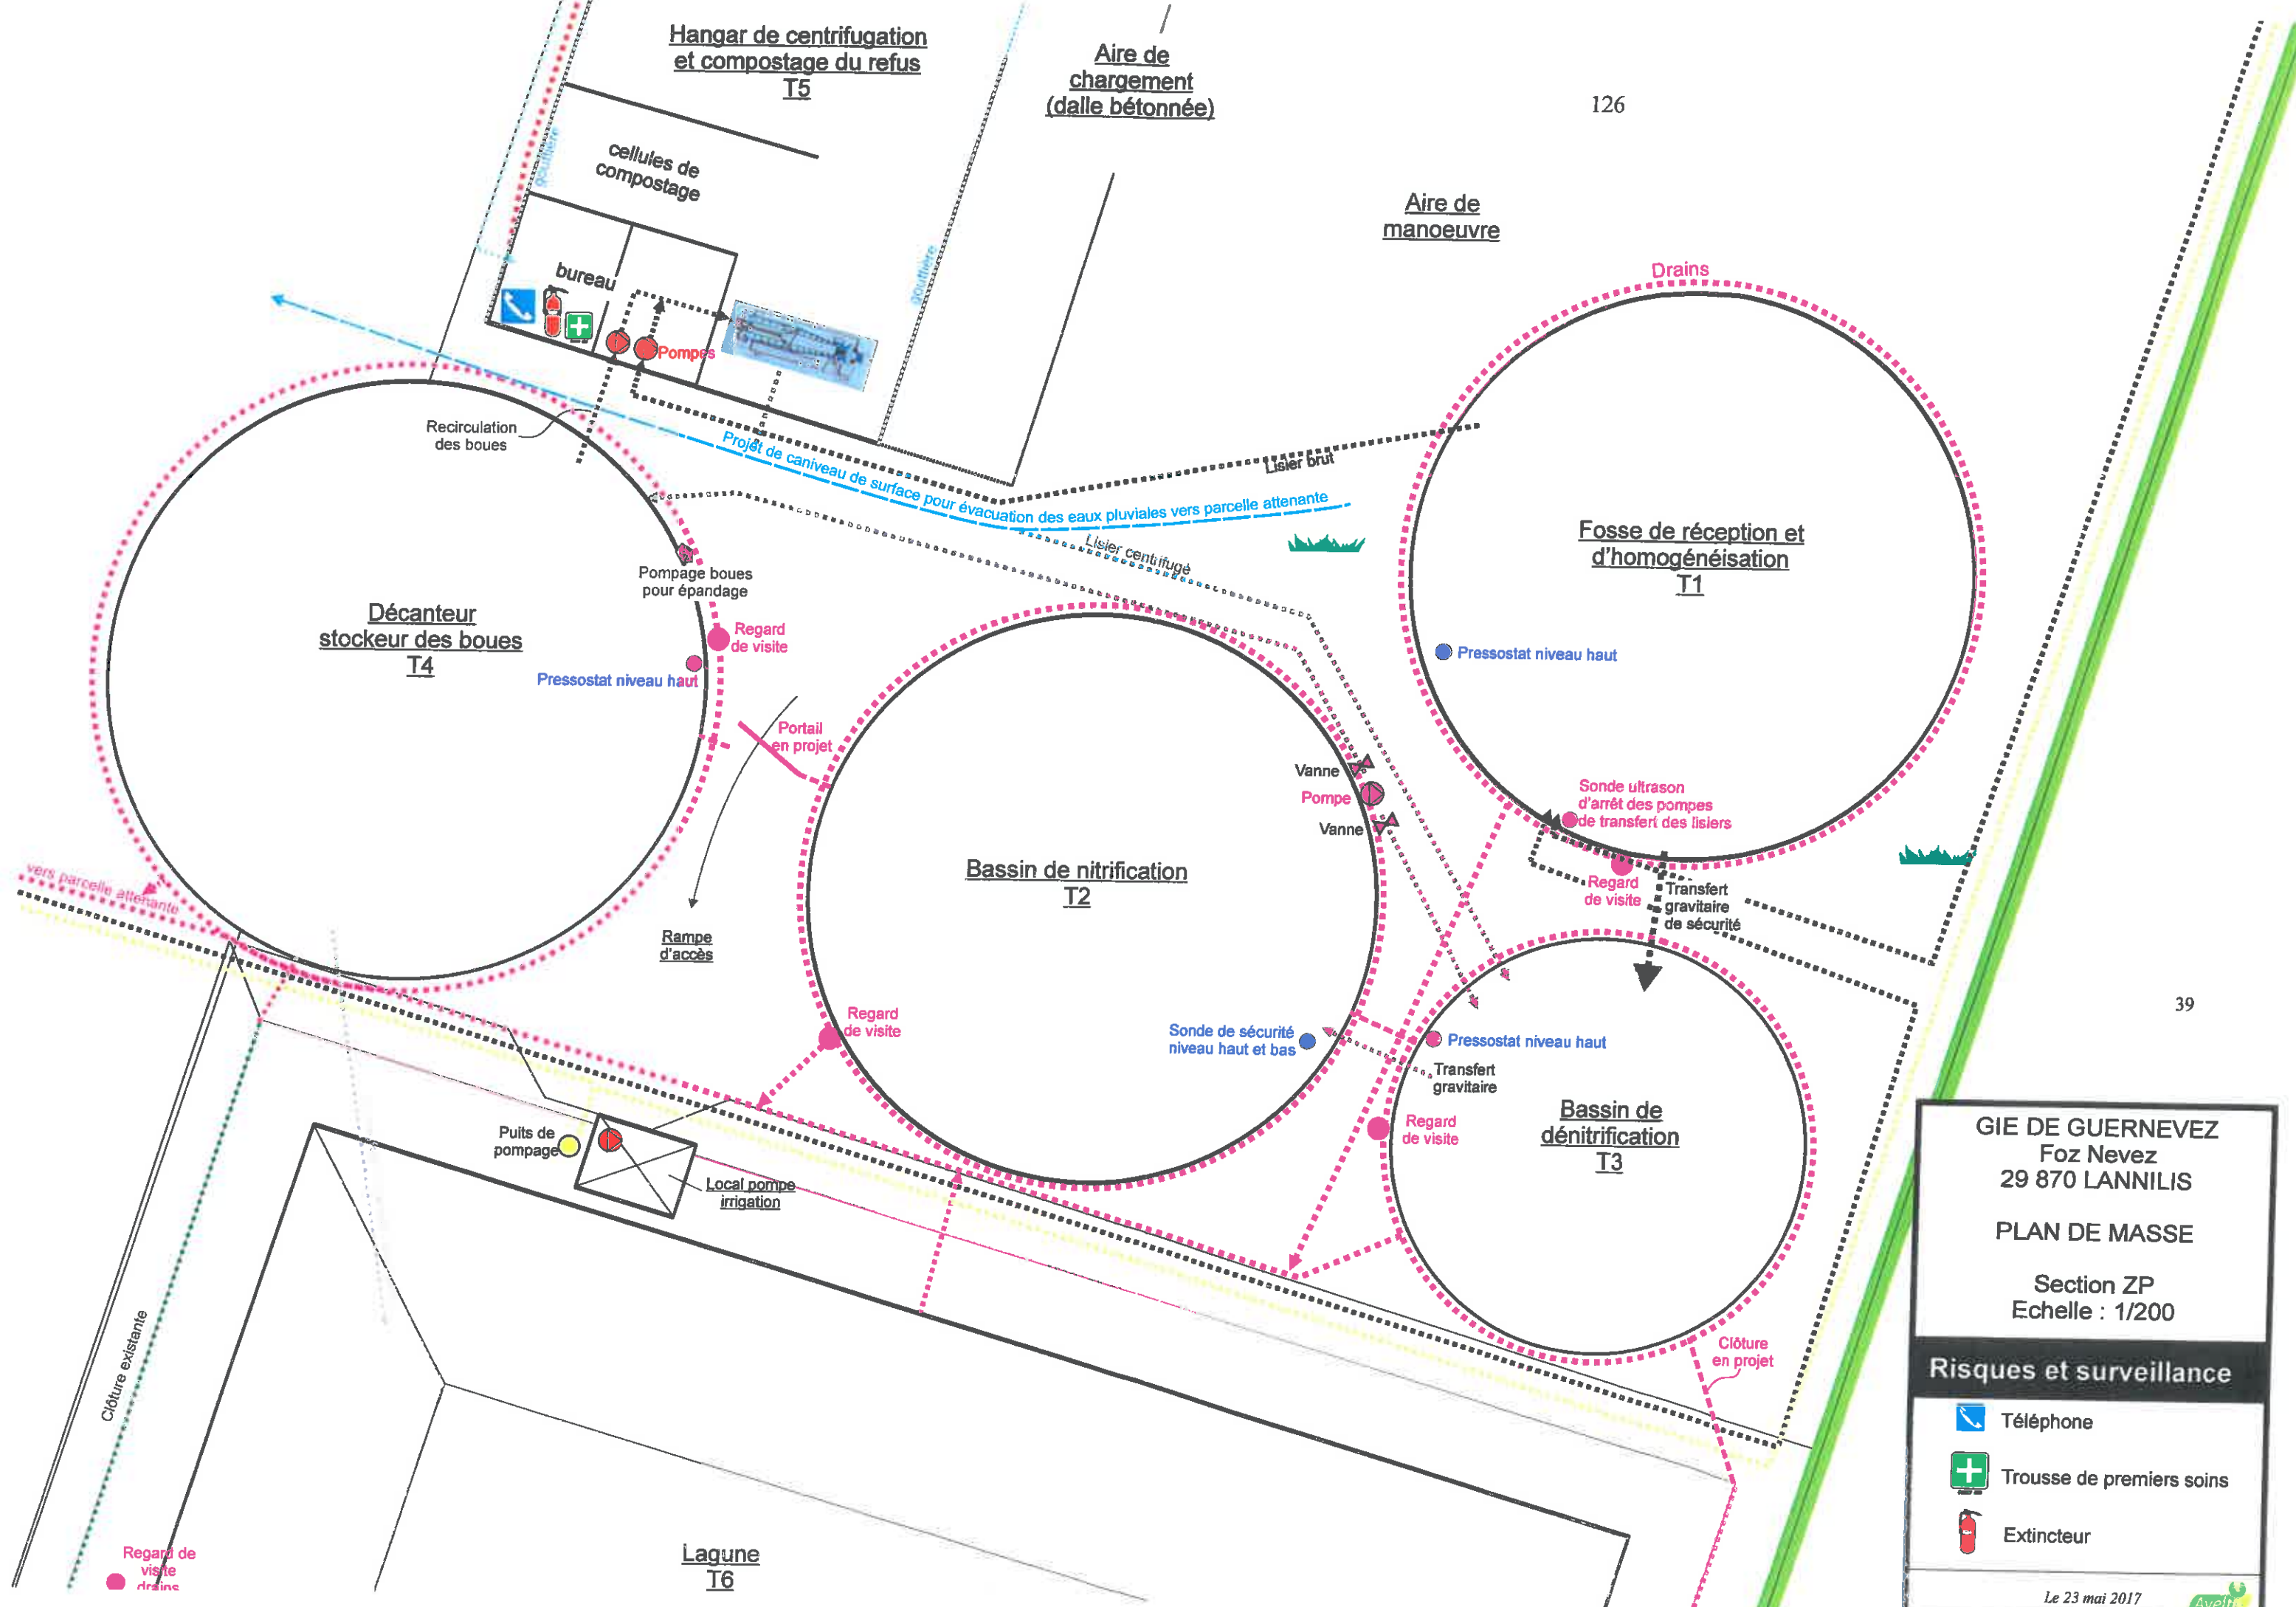 Hangar de centrifugation
et compostage du refus
T5
Aire de
chargement
(dalle bétonnée)
126
cellules de
compostage
gouttière
Aire de
manoeuvre
gouttière
bureau
Pompes
Drains
Recirculation
des boues
Projet de caniveau de surface pour évacuation des eaux pluviales vers parcelle attenante
Lisier brut
Lisier centrifugé
Fosse de réception et
d'homogénéisation
T1
Pompage boues
pour épandage
Décanteur
stockeur des boues
T4
Regard
de visite
Pressostat niveau haut
Pressostat niveau haut
Portail
en projet
Vanne
Pompe
Vanne
Sonde ultrason
d'arrêt des pompes
de transfert des lisiers
Bassin de nitrification
T2
vers parcelle attenante
Regard
de visite
Transfert
gravitaire
de sécurité
Rampe
d'accès
39
Regard
de visite
Sonde de sécurité
niveau haut et bas
Pressostat niveau haut
Transfert
gravitaire
Bassin de
dénitrification
T3
Regard
de visite
Puits de
pompage
Local pompe
irrigation
Clôture existante
Clôture
en projet
Regard de
visite
drains
Lagune
T6
GIE DE GUERNEVEZ
Foz Nevez
29 870 LANNILIS
PLAN DE MASSE
Section ZP
Echelle : 1/200
Risques et surveillance
Téléphone
Trousse de premiers soins
Extincteur
Le 23 mai 2017